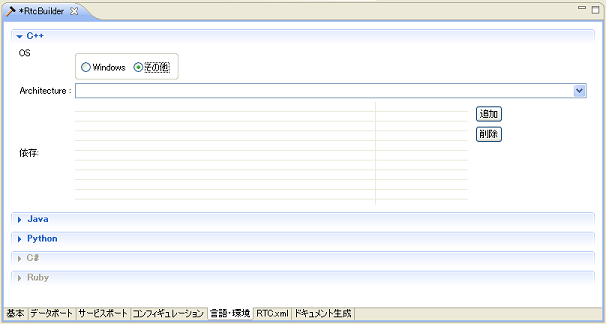 *RtcBuilder
C++
OS
Windows その他
Architecture :
追加
削除
依存:
Java
Python
C#
Ruby
基本 データポート サービスポート コンフィギュレーション 言語・環境 RTC.xml ドキュメント生成